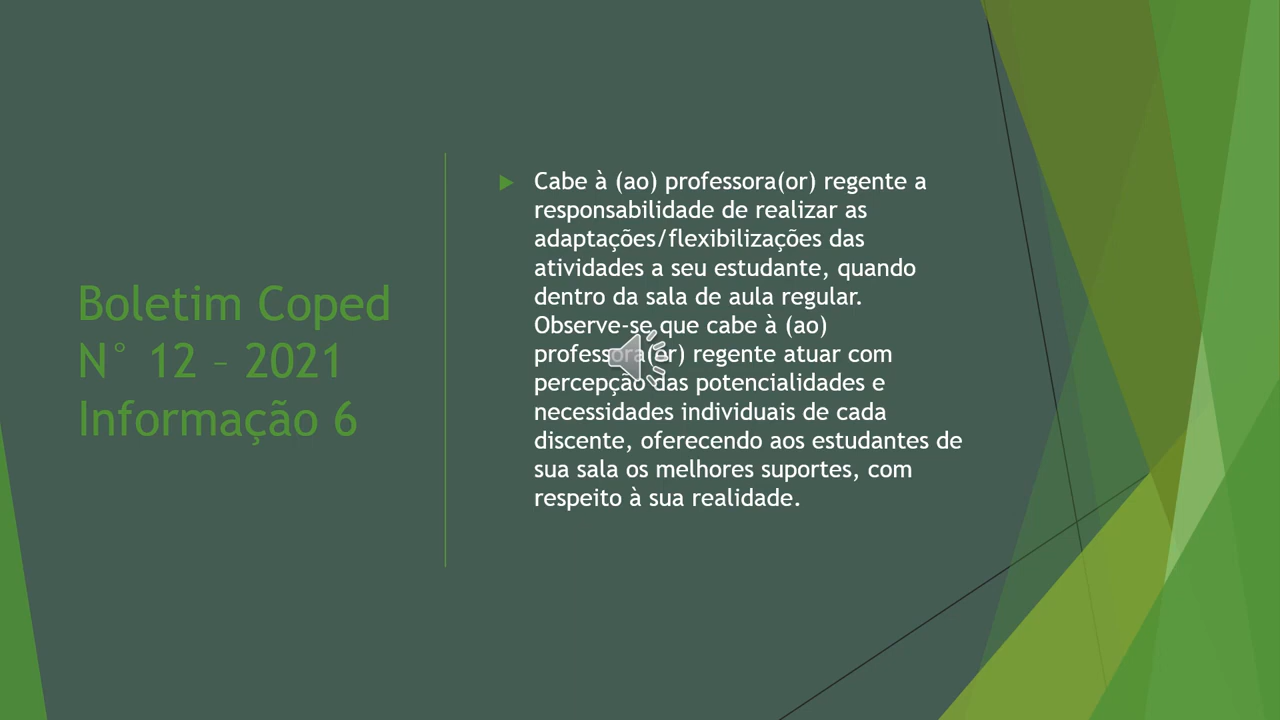 Boletim Coped
N° 12 – 2021
Informação 6
Cabe à (ao) professora(or) regente a
responsabilidade de realizar as
adaptações/flexibilizações das
atividades a seu estudante, quando
dentro da sala de aula regular.
Observe-se que cabe à (ao)
professora(or) regente atuar com
percepção das potencialidades e
necessidades individuais de cada
discente, oferecendo aos estudantes de
sua sala os melhores suportes, com
respeito à sua realidade.